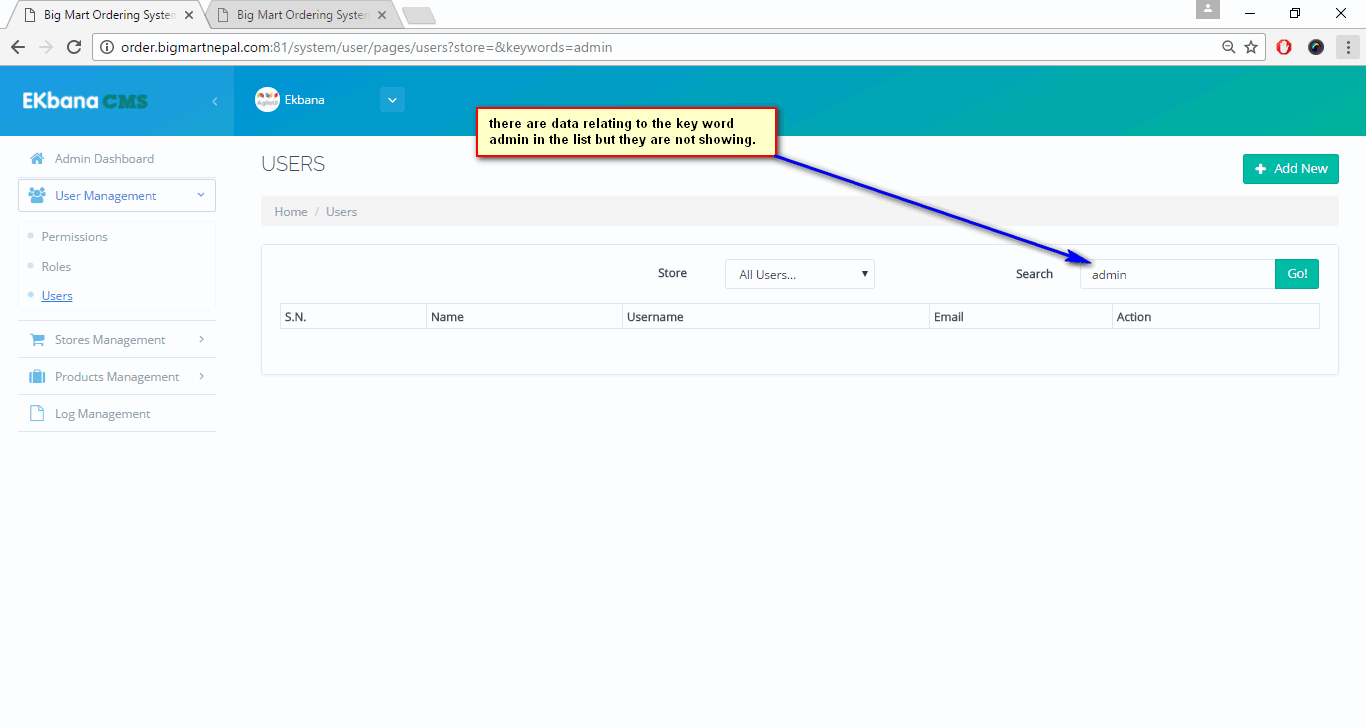 Big Mart Ordering System
Big Mart Ordering System
order.bigmartnepal.com:81/system/user/pages/users?store=&keywords=admin
EKbana CMS
AgileUI
Ekbana
there are data relating to the key word
admin in the list but they are not showing.
Admin Dashboard
User Management
Permissions
Roles
Users
Stores Management
Products Management
Log Management
USERS
Add New
Home / Users
Store
All Users...
Search
admin
Go!
S.N.
Name
Username
Email
Action